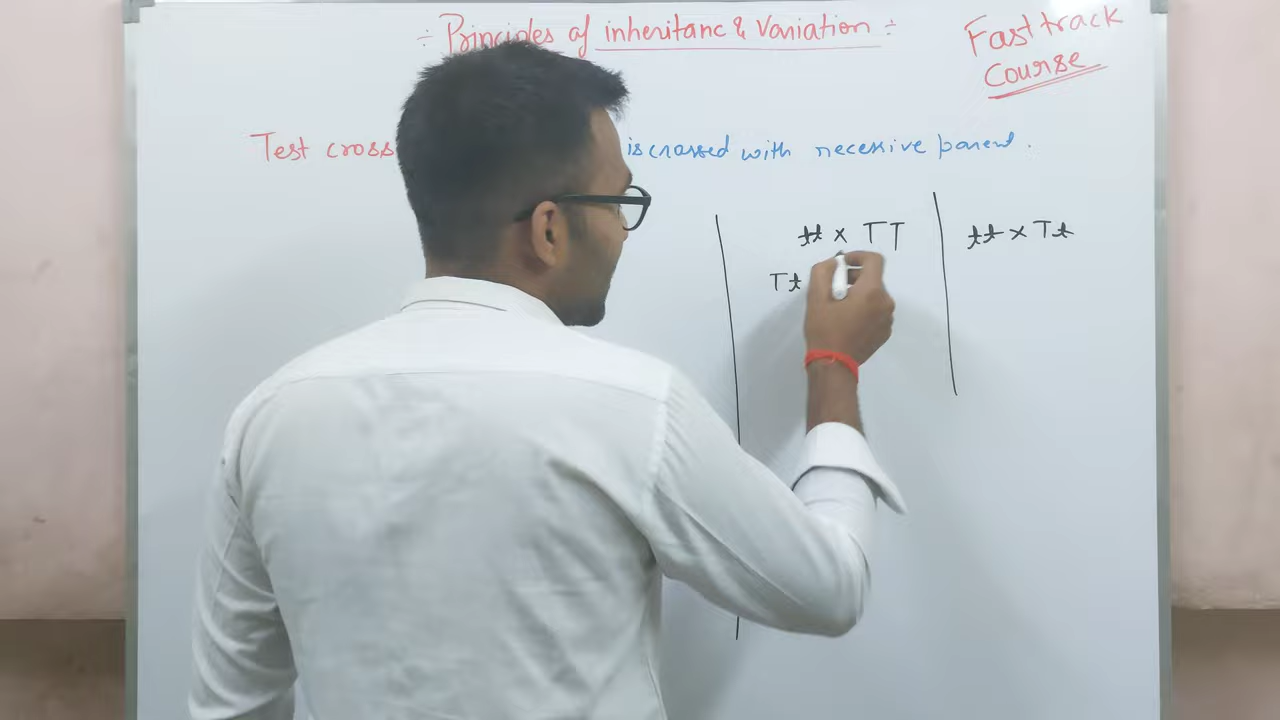 ÷ Principles of inheritanc & Variation ÷
Fast track
Course
Test cross is crossed with recessive parent.
tt x TT
tt x Tt
Tt